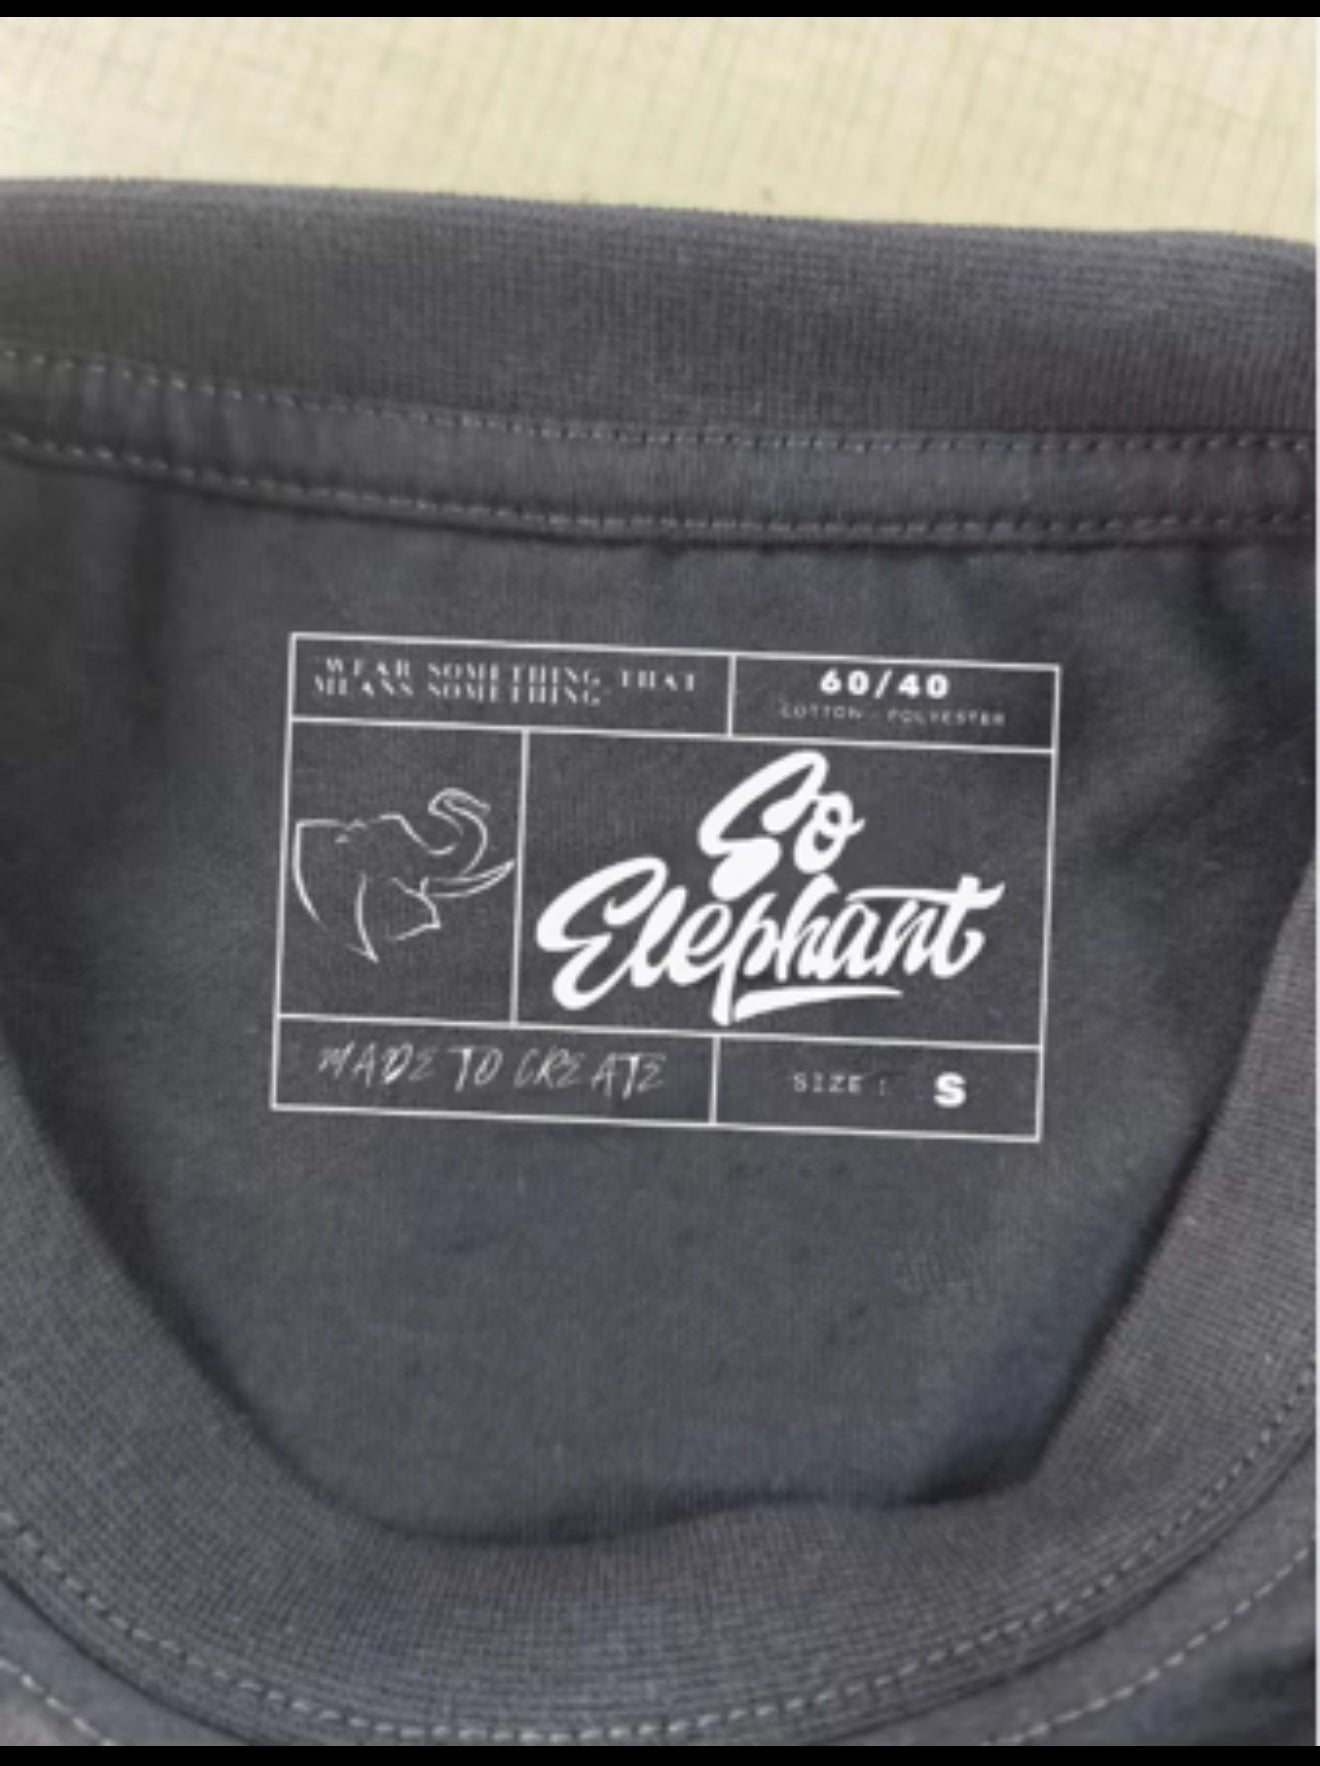 "WEAR SOMETHING THAT
MEANS SOMETHING"
60/40
COTTON - POLYESTER
So
Elephant
MADE TO CREATE
SIZE : S